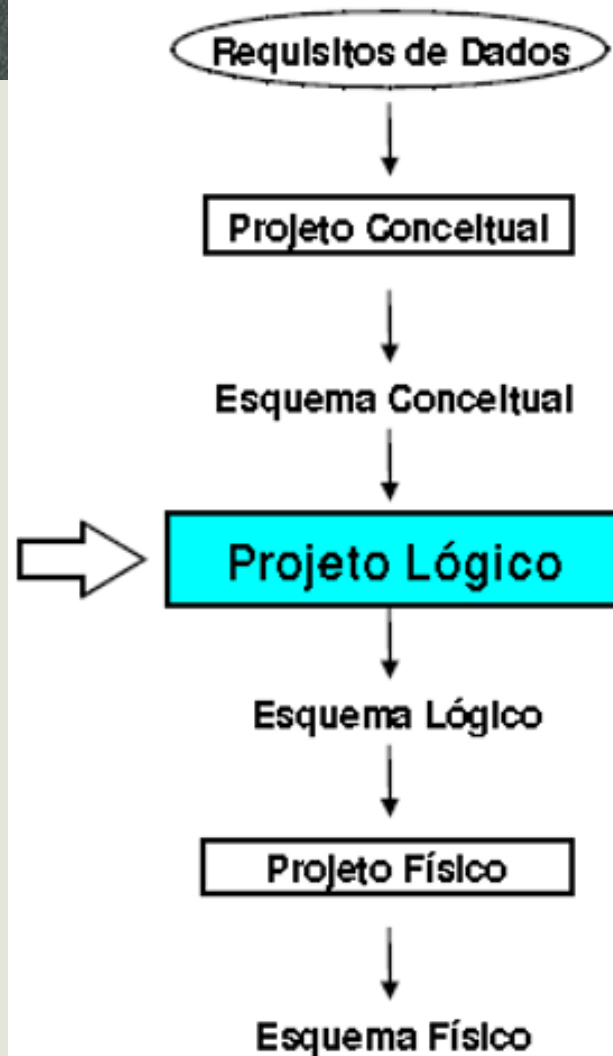 Requisitos de Dados
Projeto Conceitual
Esquema Conceitual
Projeto Lógico
Esquema Lógico
Projeto Físico
Esquema Físico